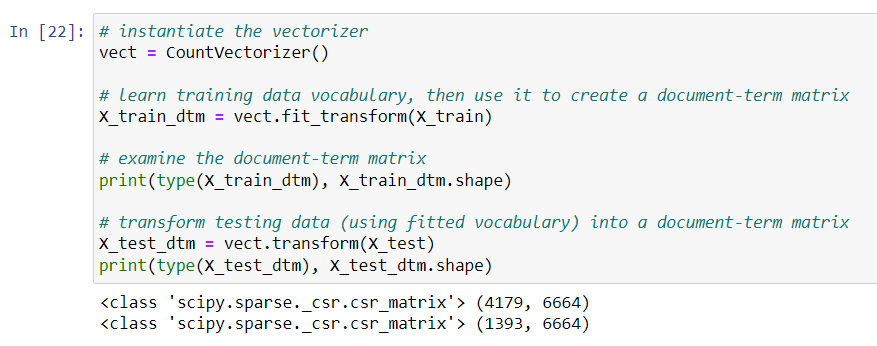 In [22]: # instantiate the vectorizer
vect = CountVectorizer()
# learn training data vocabulary, then use it to create a document-term matrix
X_train_dtm = vect.fit_transform(X_train)
# examine the document-term matrix
print(type(X_train_dtm), X_train_dtm.shape)
# transform testing data (using fitted vocabulary) into a document-term matrix
X_test_dtm = vect.transform(X_test)
print(type(X_test_dtm), X_test_dtm.shape)
<class 'scipy.sparse._csr.csr_matrix'> (4179, 6664)
<class 'scipy.sparse._csr.csr_matrix'> (1393, 6664)